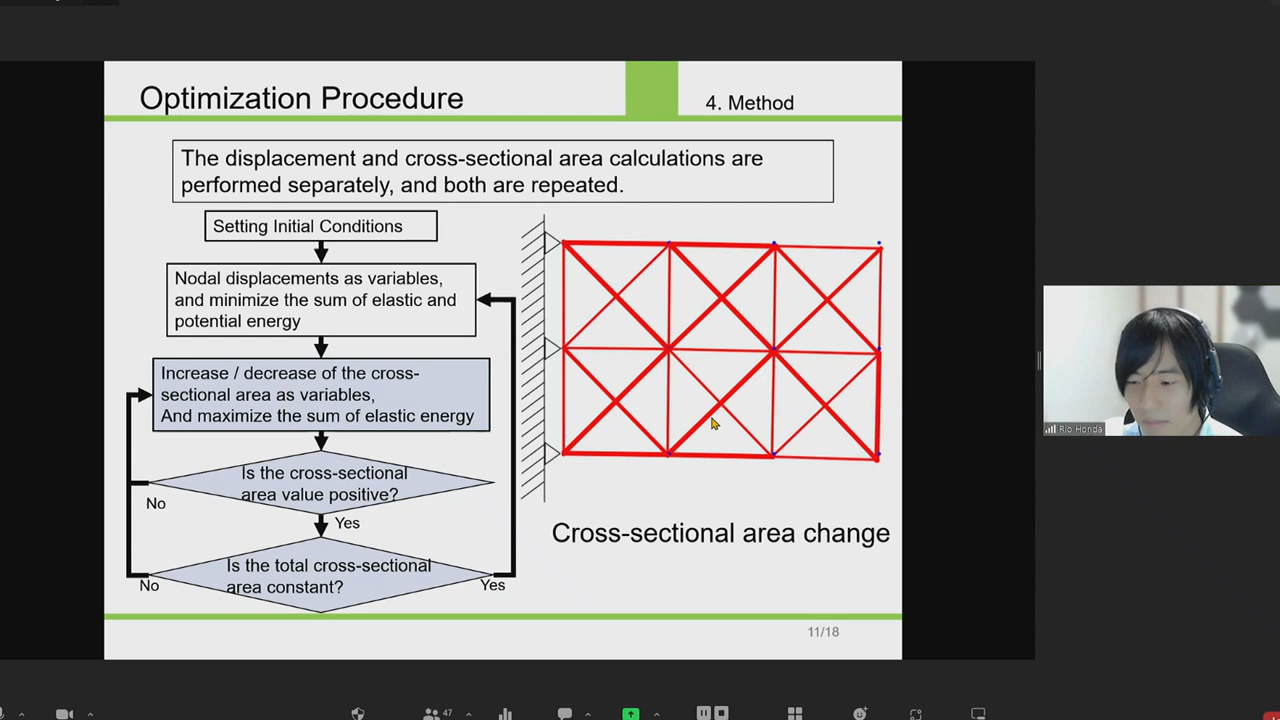 Optimization Procedure
4. Method
The displacement and cross-sectional area calculations are
performed separately, and both are repeated.
Setting Initial Conditions
Nodal displacements as variables,
and minimize the sum of elastic and
potential energy
Increase / decrease of the cross-
sectional area as variables,
And maximize the sum of elastic energy
Is the cross-sectional
area value positive?
No
Yes
Is the total cross-sectional
area constant?
No
Yes
Cross-sectional area change
11/18
Rio Honda
47